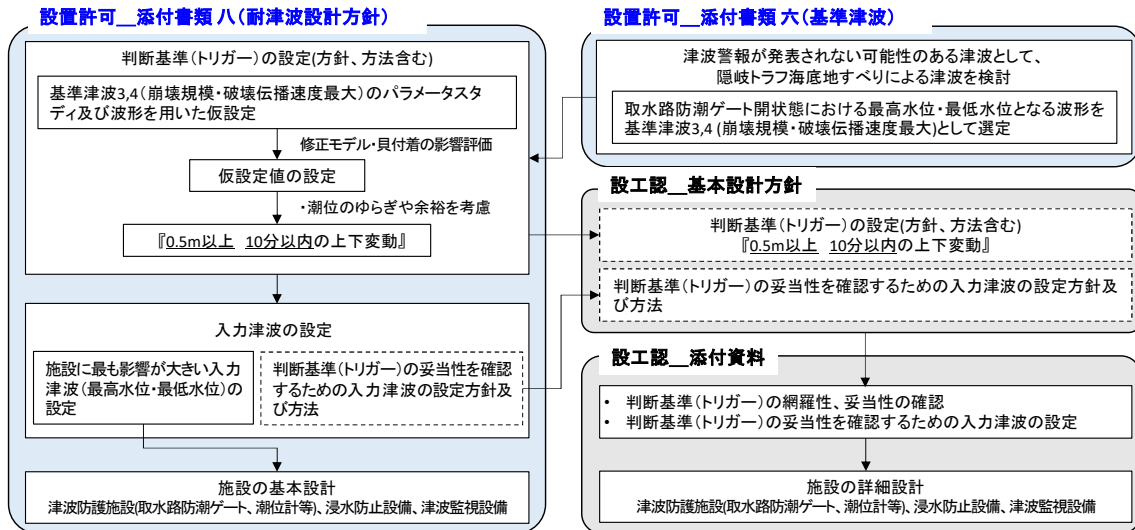 設置許可__添付書類 八(耐津波設計方針)
判断基準(トリガー)の設定(方針、方法含む)
基準津波3,4(崩壊規模・破壊伝播速度最大)のパラメータスタ
ディ及び波形を用いた仮設定
修正モデル・貝付着の影響評価
仮設定値の設定
・潮位のゆらぎや余裕を考慮
『0.5m以上 10分以内の上下変動』
入力津波の設定
施設に最も影響が大きい入力
津波(最高水位・最低水位)の
設定
判断基準(トリガー)の妥当性を確認
するための入力津波の設定方針及
び方法
施設の基本設計
津波防護施設(取水路防潮ゲート、潮位計等)、浸水防止設備、津波監視設備
設置許可__添付書類 六(基準津波)
津波警報が発表されない可能性のある津波として、
隠岐トラフ海底地すべりによる津波を検討
取水路防潮ゲート開状態における最高水位・最低水位となる波形を
基準津波3,4 (崩壊規模・破壊伝播速度最大)として選定
設工認__基本設計方針
判断基準(トリガー)の設定(方針、方法含む)
『0.5m以上 10分以内の上下変動』
判断基準(トリガー)の妥当性を確認するための入力津波の設定方針及
び方法
設工認__添付資料
• 判断基準(トリガー)の網羅性、妥当性の確認
• 判断基準(トリガー)の妥当性を確認するための入力津波の設定
施設の詳細設計
津波防護施設(取水路防潮ゲート、潮位計等)、浸水防止設備、津波監視設備